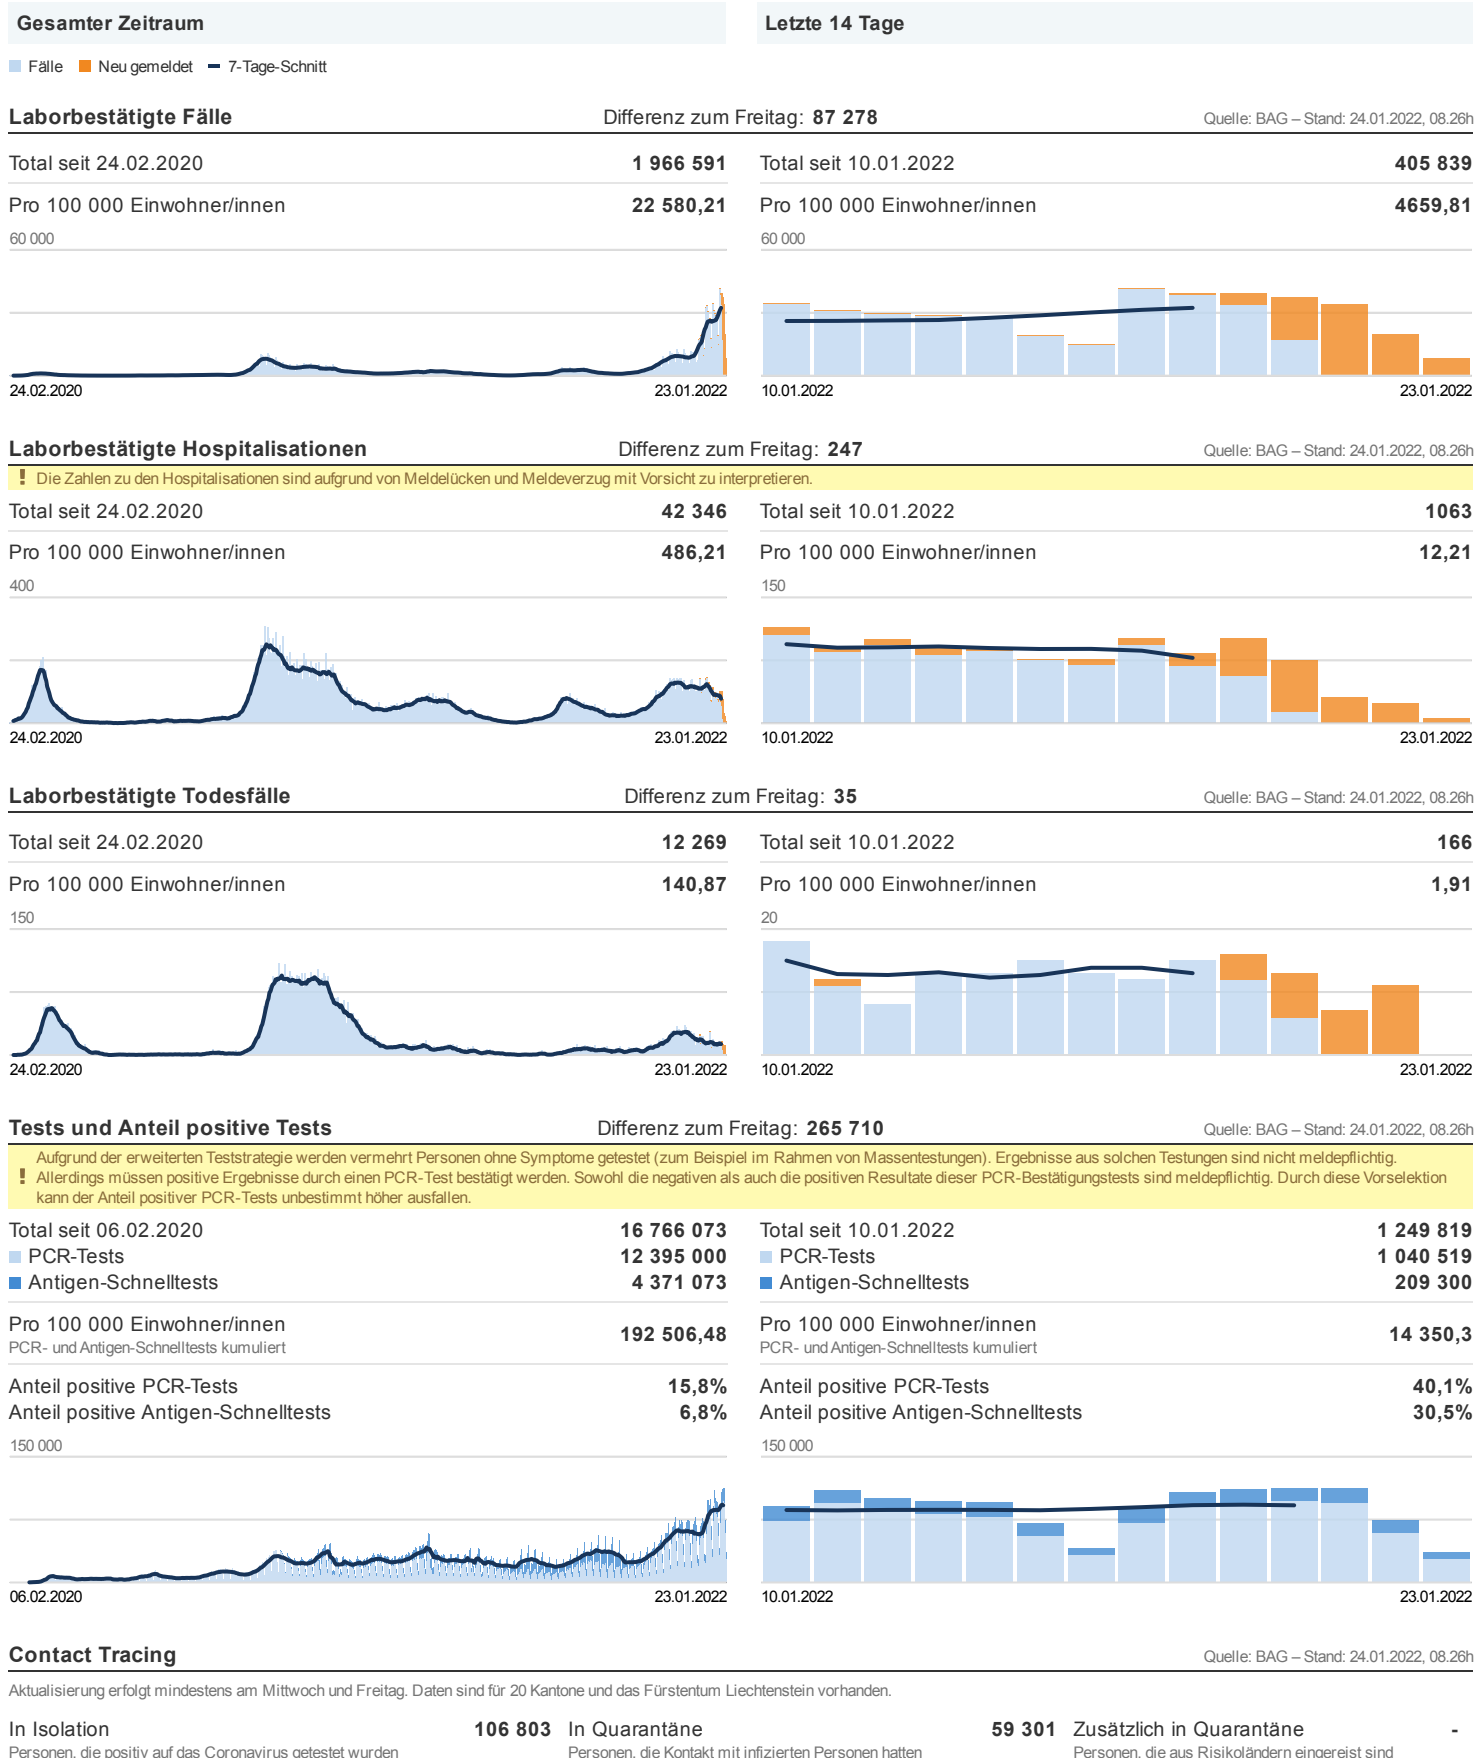 Gesamter Zeitraum
Letzte 14 Tage
Fälle Neu gemeldet 7-Tage-Schnitt
Laborbestätigte Fälle Differenz zum Freitag: 87 278 Quelle: BAG – Stand: 24.01.2022, 08.26h
Total seit 24.02.2020 1 966 591 Total seit 10.01.2022 405 839
Pro 100 000 Einwohner/innen 22 580,21 Pro 100 000 Einwohner/innen 4659,81
60 000 60 000
24.02.2020 23.01.2022 10.01.2022 23.01.2022
Laborbestätigte Hospitalisationen Differenz zum Freitag: 247 Quelle: BAG – Stand: 24.01.2022, 08.26h
! Die Zahlen zu den Hospitalisationen sind aufgrund von Meldelücken und Meldeverzug mit Vorsicht zu interpretieren.
Total seit 24.02.2020 42 346 Total seit 10.01.2022 1063
Pro 100 000 Einwohner/innen 486,21 Pro 100 000 Einwohner/innen 12,21
400 150
24.02.2020 23.01.2022 10.01.2022 23.01.2022
Laborbestätigte Todesfälle Differenz zum Freitag: 35 Quelle: BAG – Stand: 24.01.2022, 08.26h
Total seit 24.02.2020 12 269 Total seit 10.01.2022 166
Pro 100 000 Einwohner/innen 140,87 Pro 100 000 Einwohner/innen 1,91
150 20
24.02.2020 23.01.2022 10.01.2022 23.01.2022
Tests und Anteil positive Tests Differenz zum Freitag: 265 710 Quelle: BAG – Stand: 24.01.2022, 08.26h
Aufgrund der erweiterten Teststrategie werden vermehrt Personen ohne Symptome getestet (zum Beispiel im Rahmen von Massentestungen). Ergebnisse aus solchen Testungen sind nicht meldepflichtig.
! Allerdings müssen positive Ergebnisse durch einen PCR-Test bestätigt werden. Sowohl die negativen als auch die positiven Resultate dieser PCR-Bestätigungstests sind meldepflichtig. Durch diese Vorselektion
kann der Anteil positiver PCR-Tests unbestimmt höher ausfallen.
Total seit 06.02.2020 16 766 073 Total seit 10.01.2022 1 249 819
PCR-Tests 12 395 000 PCR-Tests 1 040 519
Antigen-Schnelltests 4 371 073 Antigen-Schnelltests 209 300
Pro 100 000 Einwohner/innen 192 506,48 Pro 100 000 Einwohner/innen 14 350,3
PCR- und Antigen-Schnelltests kumuliert PCR- und Antigen-Schnelltests kumuliert
Anteil positive PCR-Tests 15,8% Anteil positive PCR-Tests 40,1%
Anteil positive Antigen-Schnelltests 6,8% Anteil positive Antigen-Schnelltests 30,5%
150 000 150 000
06.02.2020 23.01.2022 10.01.2022 23.01.2022
Contact Tracing Quelle: BAG – Stand: 24.01.2022, 08.26h
Aktualisierung erfolgt mindestens am Mittwoch und Freitag. Daten sind für 20 Kantone und das Fürstentum Liechtenstein vorhanden.
In Isolation 106 803 In Quarantäne 59 301 Zusätzlich in Quarantäne -
Personen, die positiv auf das Coronavirus getestet wurden Personen, die Kontakt mit infizierten Personen hatten Personen, die aus Risikoländern eingereist sind